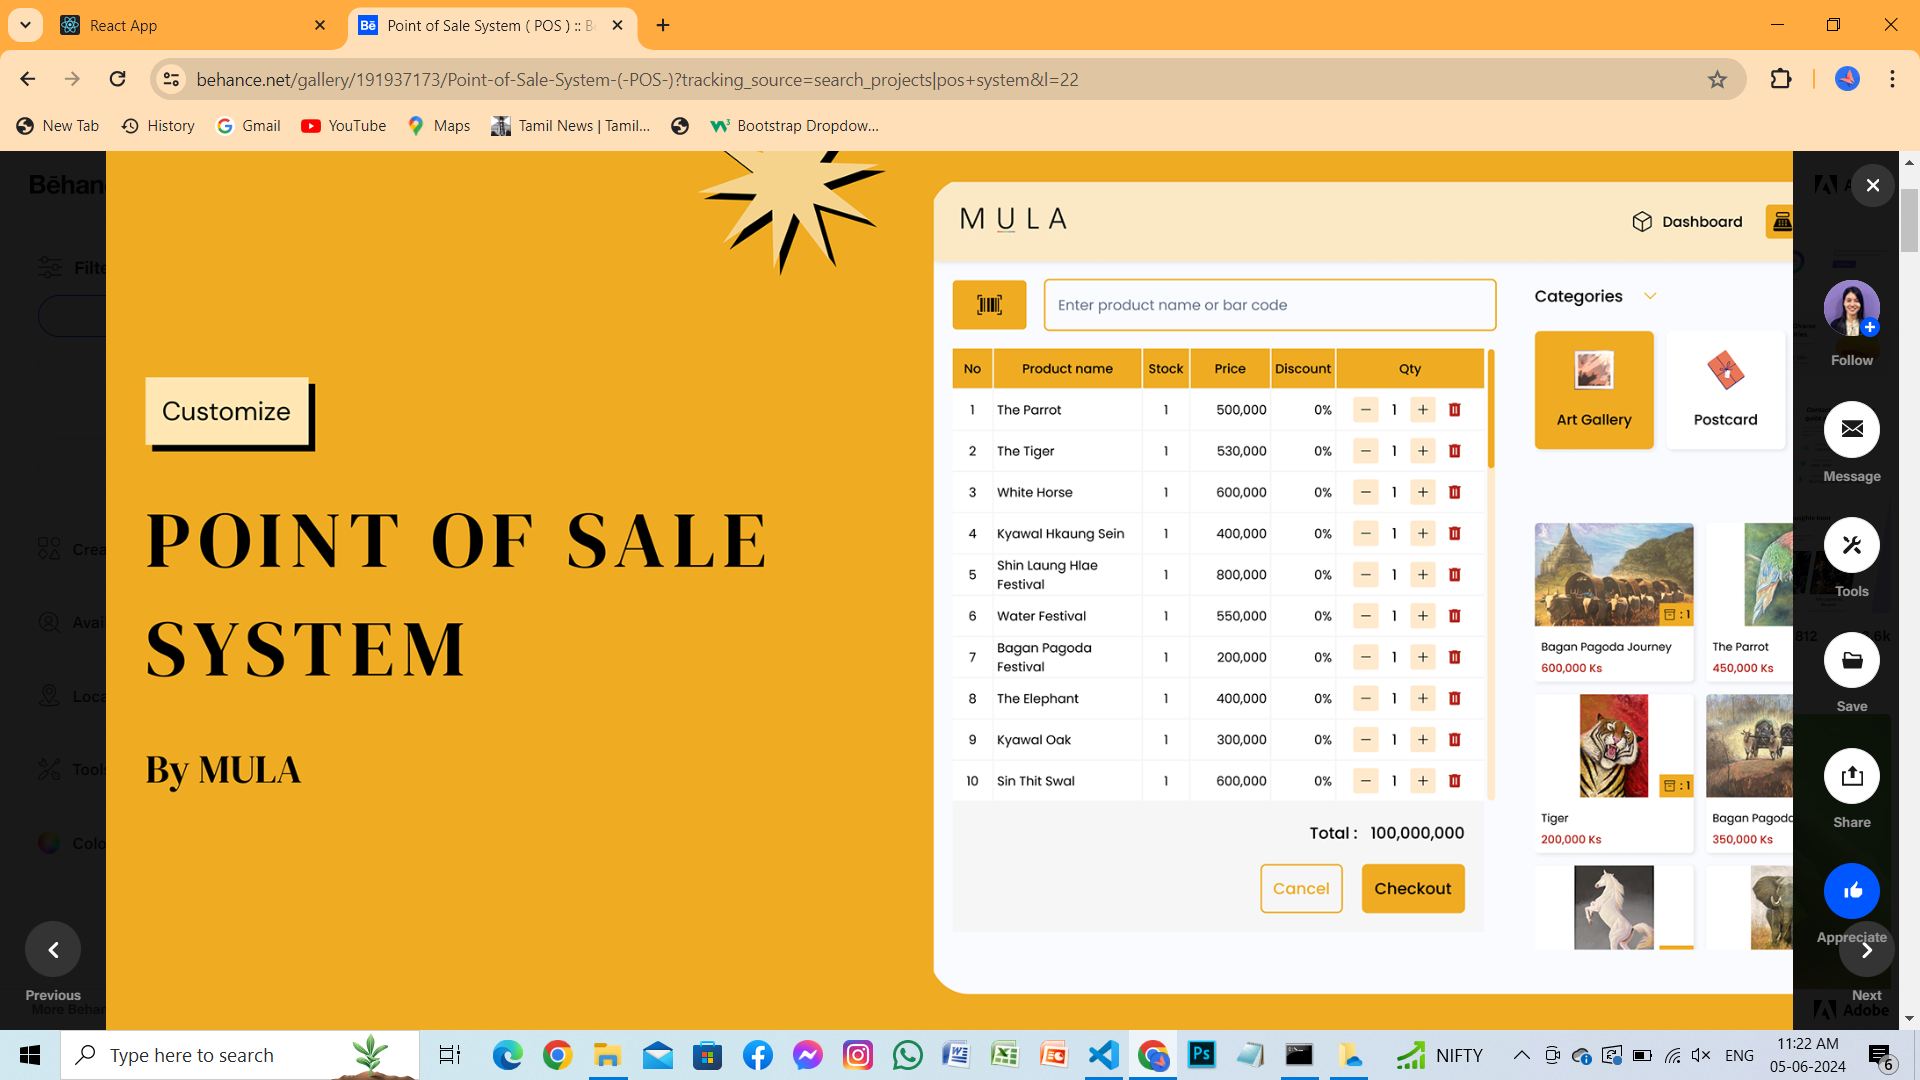 React App
Point of Sale System ( POS ) :: B
behance.net/gallery/191937173/Point-of-Sale-System-(-POS-)?tracking_source=search_projects|pos+system&l=22
New Tab
History
Gmail
YouTube
Maps
Tamil News | Tamil...
Bootstrap Dropdow...
Bēhan
Filte
Crea
Avai
Loca
Tools
Colo
Previous
More Behan
Customize
POINT OF SALE
SYSTEM
By MULA
MULA
Dashboard
Enter product name or bar code
No Product name Stock Price Discount Qty
1 The Parrot 1 500,000 0% − 1 +
2 The Tiger 1 530,000 0% − 1 +
3 White Horse 1 600,000 0% − 1 +
4 Kyawal Hkaung Sein 1 400,000 0% − 1 +
5 Shin Laung Hlae
Festival 1 800,000 0% − 1 +
6 Water Festival 1 550,000 0% − 1 +
7 Bagan Pagoda
Festival 1 200,000 0% − 1 +
8 The Elephant 1 400,000 0% − 1 +
9 Kyawal Oak 1 300,000 0% − 1 +
10 Sin Thit Swal 1 600,000 0% − 1 +
Total : 100,000,000
Cancel
Checkout
Categories
Art Gallery
Postcard
: 1
Bagan Pagoda Journey
600,000 Ks
The Parrot
450,000 Ks
: 1
Tiger
200,000 Ks
Bagan Pagod
350,000 Ks
Follow
Message
Tools
812
6k
Save
Share
Appreciate
Next
Adobe
Type here to search
NIFTY
ENG
11:22 AM
05-06-2024
6